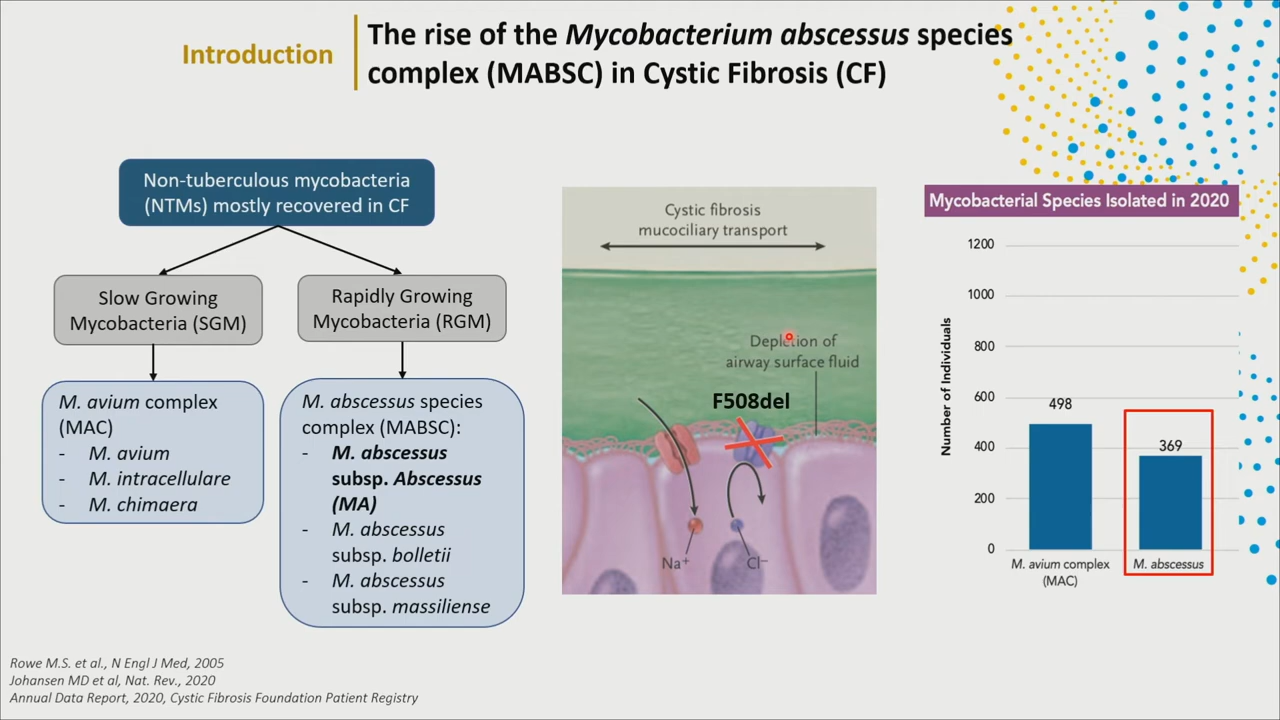 Introduction
The rise of the Mycobacterium abscessus species
complex (MABSC) in Cystic Fibrosis (CF)
Non-tuberculous mycobacteria
(NTMs) mostly recovered in CF
Slow Growing
Mycobacteria (SGM)
Rapidly Growing
Mycobacteria (RGM)
M. avium complex
(MAC)
- M. avium
- M. intracellulare
- M. chimaera
M. abscessus species
complex (MABSC):
- M. abscessus
subsp. Abscessus
(MA)
- M. abscessus
subsp. bolletii
- M. abscessus
subsp. massiliense
Cystic fibrosis
mucociliary transport
Depletion of
airway surface fluid
F508del
Na+
Cl−
Mycobacterial Species Isolated in 2020
Number of Individuals
1200
1000
800
600
400
200
0
498
369
M. avium complex
(MAC)
M. abscessus
Rowe M.S. et al., N Engl J Med, 2005
Johansen MD et al, Nat. Rev., 2020
Annual Data Report, 2020, Cystic Fibrosis Foundation Patient Registry